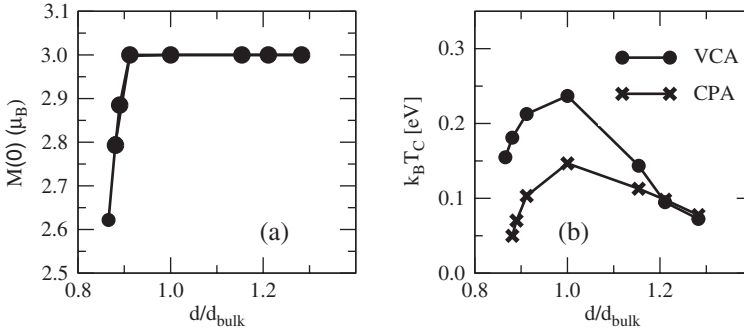 3.1
3.0
2.9
2.8
2.7
2.6
2.5
M(0) (μB)
(a)
0.8 1.0 1.2
d/dbulk
0.3
0.2
0.1
0.0
kBTC [eV]
VCA
CPA
(b)
0.8 1.0 1.2
d/dbulk